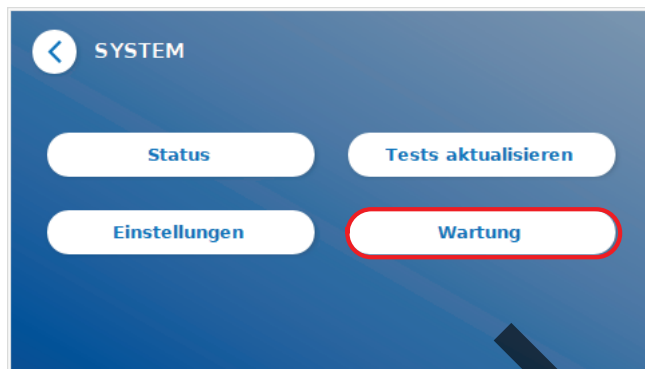 SYSTEM
Status
Tests aktualisieren
Einstellungen
Wartung